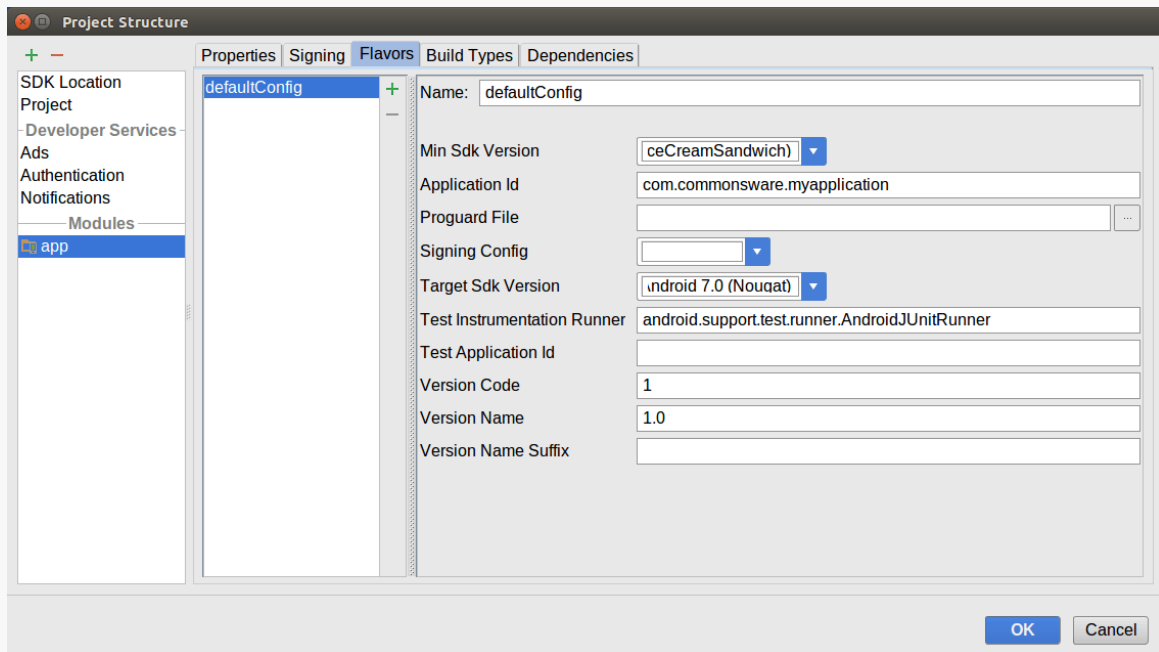 Project Structure
Properties Signing Flavors Build Types Dependencies
SDK Location
Project
Developer Services
Ads
Authentication
Notifications
Modules
app
defaultConfig
Name: defaultConfig
Min Sdk Version ceCreamSandwich)
Application Id com.commonsware.myapplication
Proguard File ...
Signing Config
Target Sdk Version Android 7.0 (Nougat)
Test Instrumentation Runner android.support.test.runner.AndroidJUnitRunner
Test Application Id
Version Code 1
Version Name 1.0
Version Name Suffix
OK Cancel